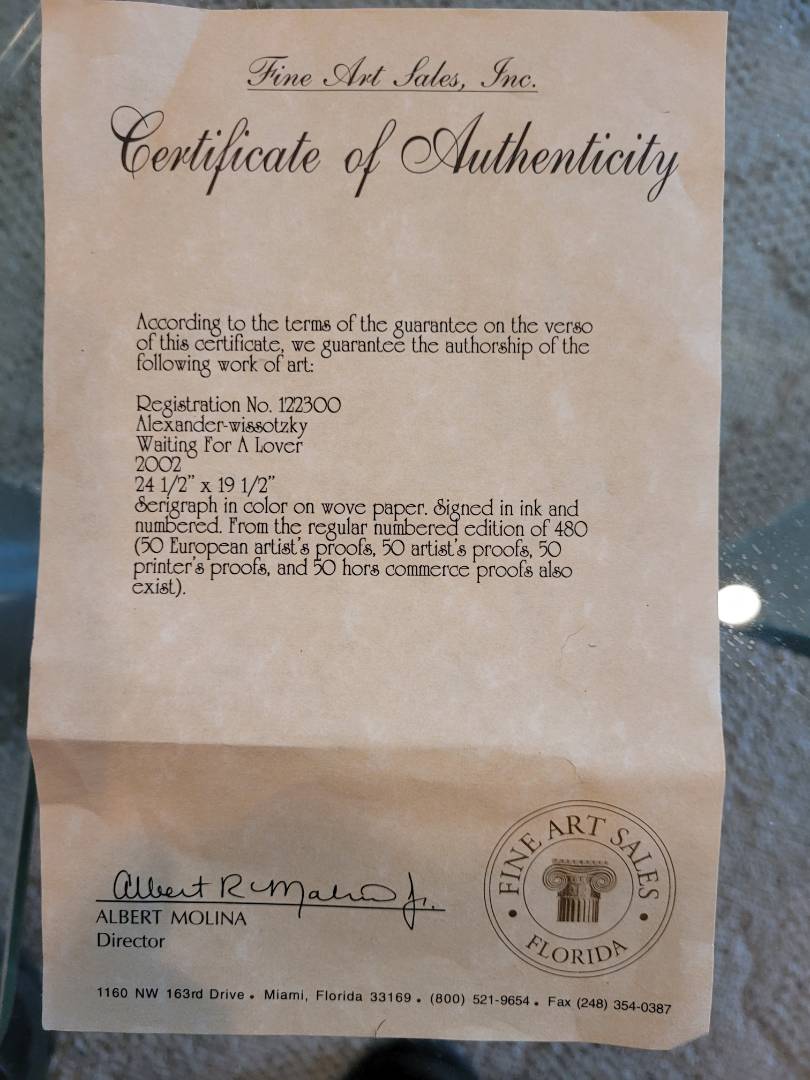 Fine Art Sales, Inc.
Certificate of Authenticity
According to the terms of the guarantee on the verso
of this certificate, we guarantee the authorship of the
following work of art:
Registration No. 122300
Alexander-wissotzky
Waiting For A Lover
2002
24 1/2" x 19 1/2"
Serigraph in color on wove paper. Signed in ink and
numbered. From the regular numbered edition of 480
(50 European artist's proofs, 50 artist's proofs, 50
printer's proofs, and 50 hors commerce proofs also
exist).
Albert R Molina Jr.
ALBERT MOLINA
Director
FINE ART SALES
• FLORIDA •
1160 NW 163rd Drive • Miami, Florida 33169 • (800) 521-9654 • Fax (248) 354-0387